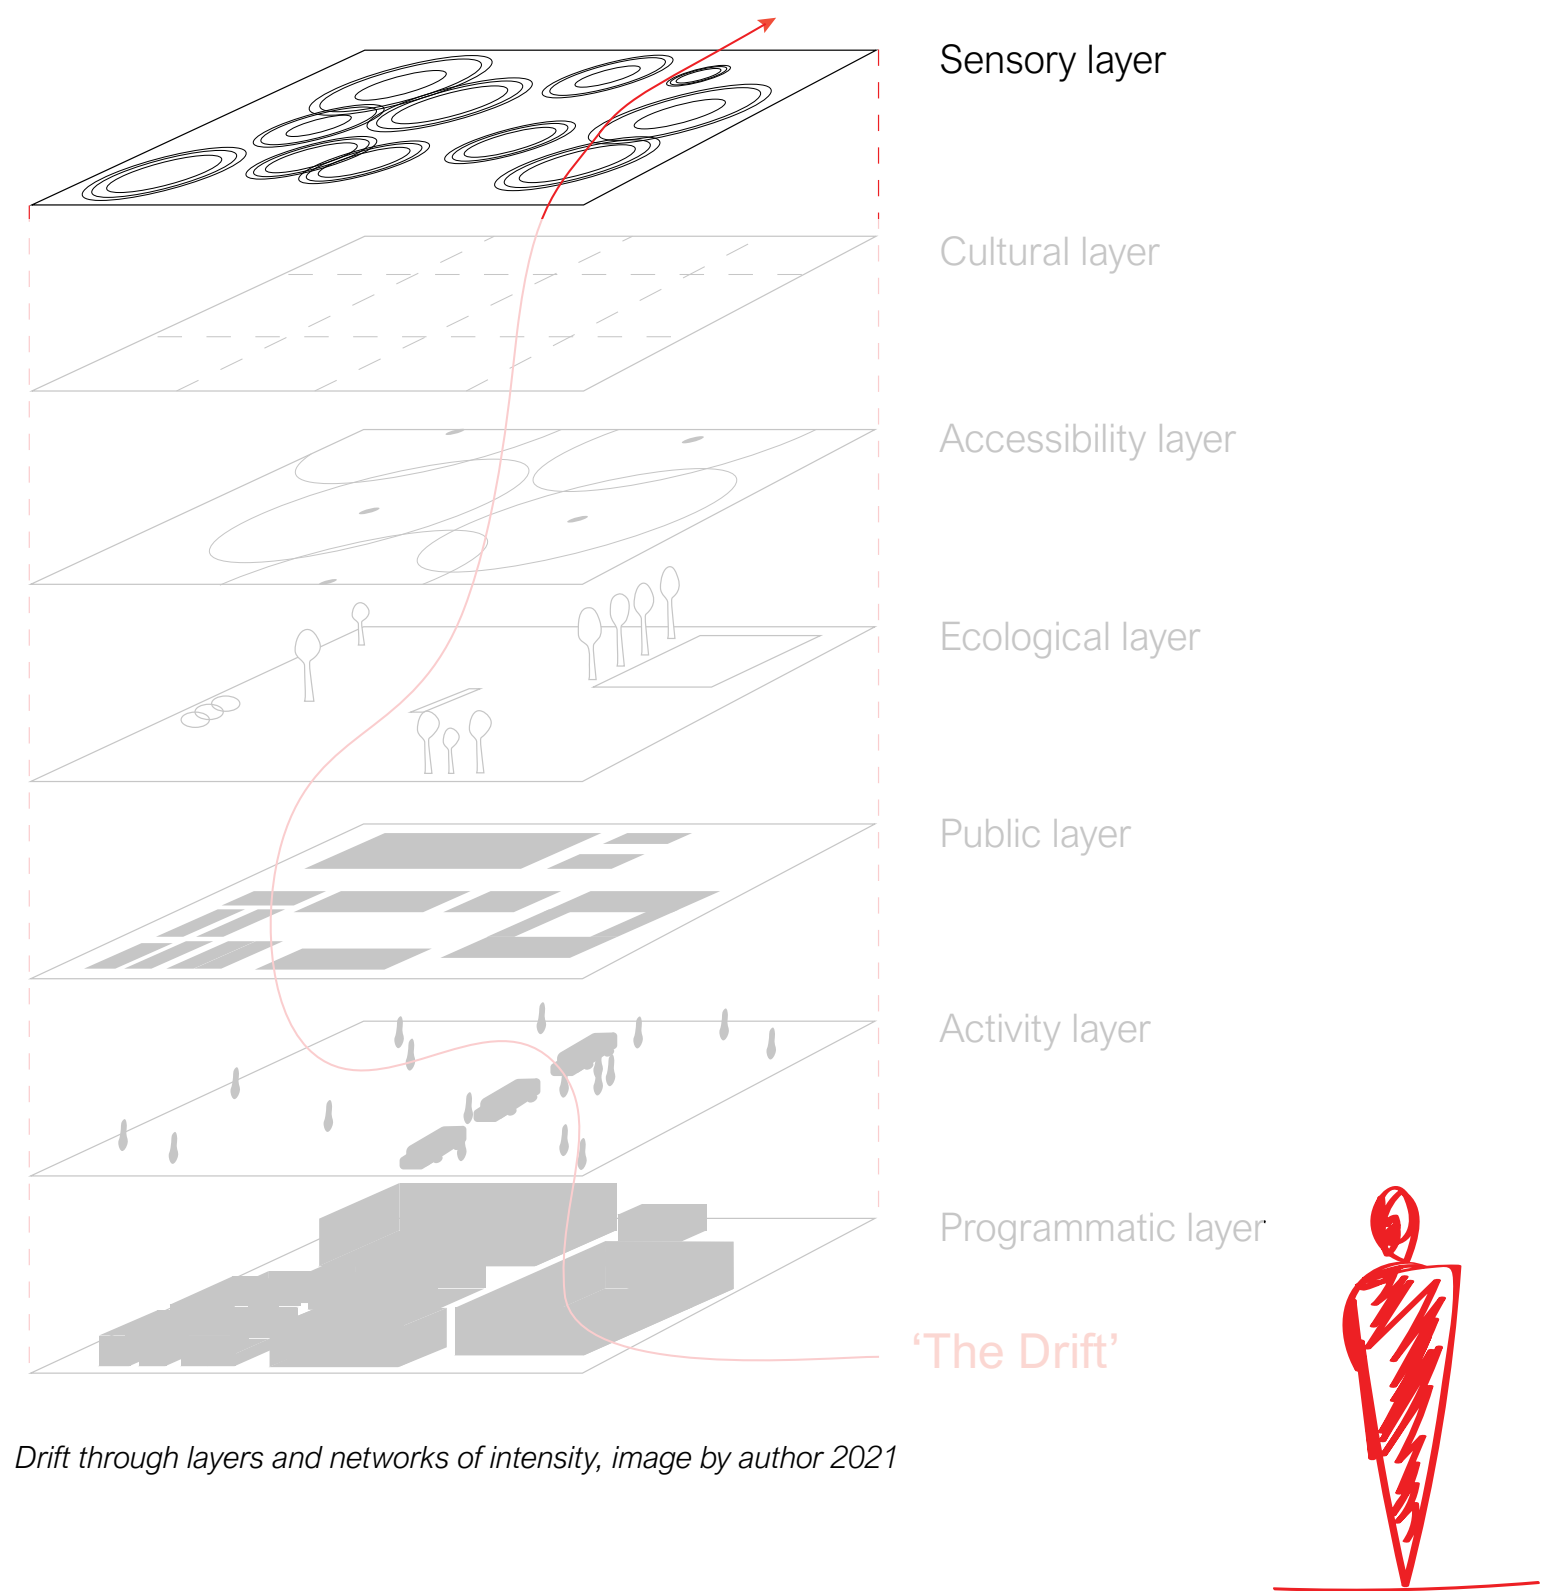 Sensory layer
Cultural layer
Accessibility layer
Ecological layer
Public layer
Activity layer
Programmatic layer
‘The Drift’
Drift through layers and networks of intensity, image by author 2021